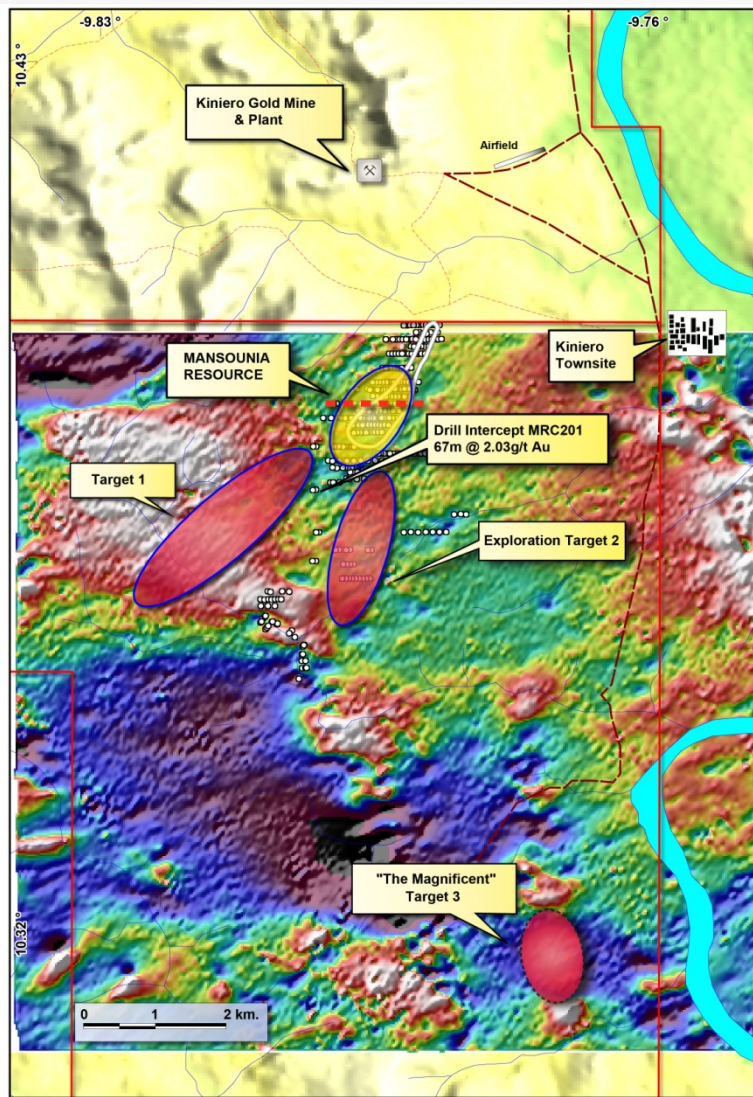 -9.83 °
-9.76 °
10.43 °
Kiniero Gold Mine
& Plant
Airfield
Kiniero
Townsite
MANSOUNIA
RESOURCE
Drill Intercept MRC201
67m @ 2.03g/t Au
Target 1
Exploration Target 2
"The Magnificent"
Target 3
10.32 °
0 1 2 km.